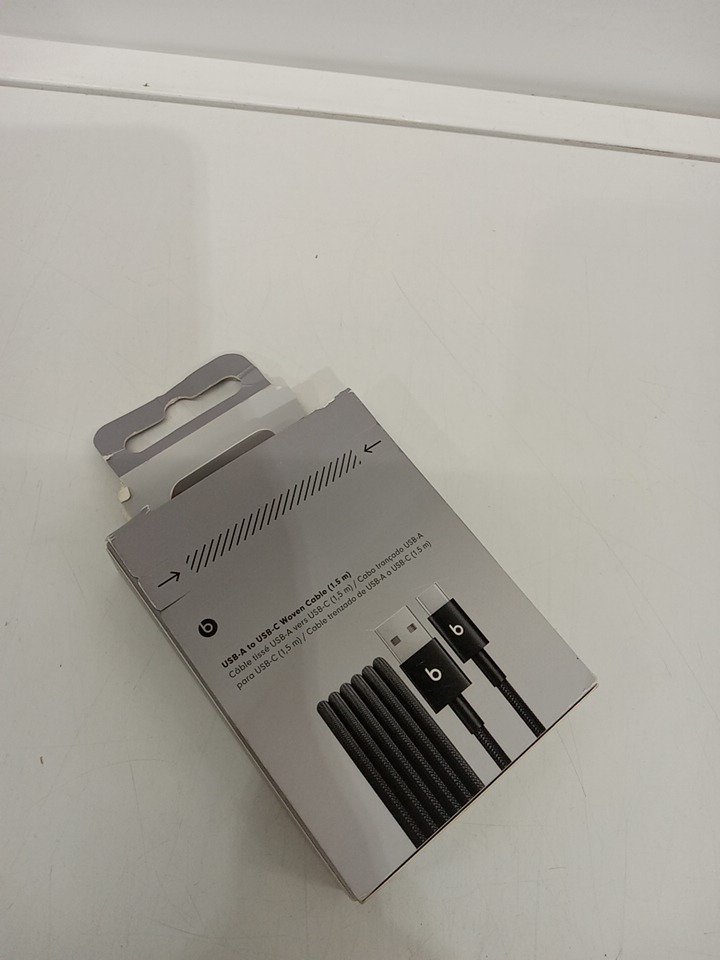 b
USB-A to USB-C Woven Cable (1.5 m)
Câble tissé USB-A vers USB-C (1,5 m) / Cabo trançado USB-A
para USB-C (1,5 m) / Cable trenzado de USB-A a USB-C (1,5 m)
b
b